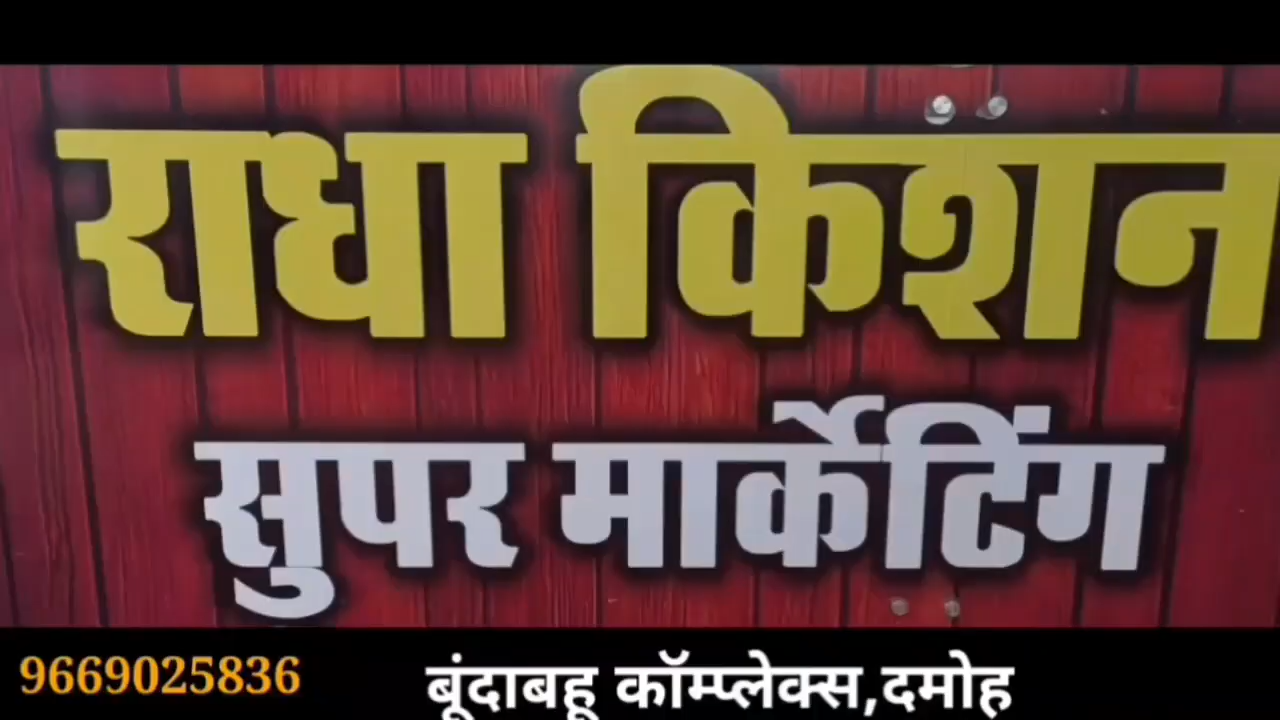 राधा किशन
सुपर मार्केटिंग
9669025836 बूंदाबहू कॉम्प्लेक्स,दमोह